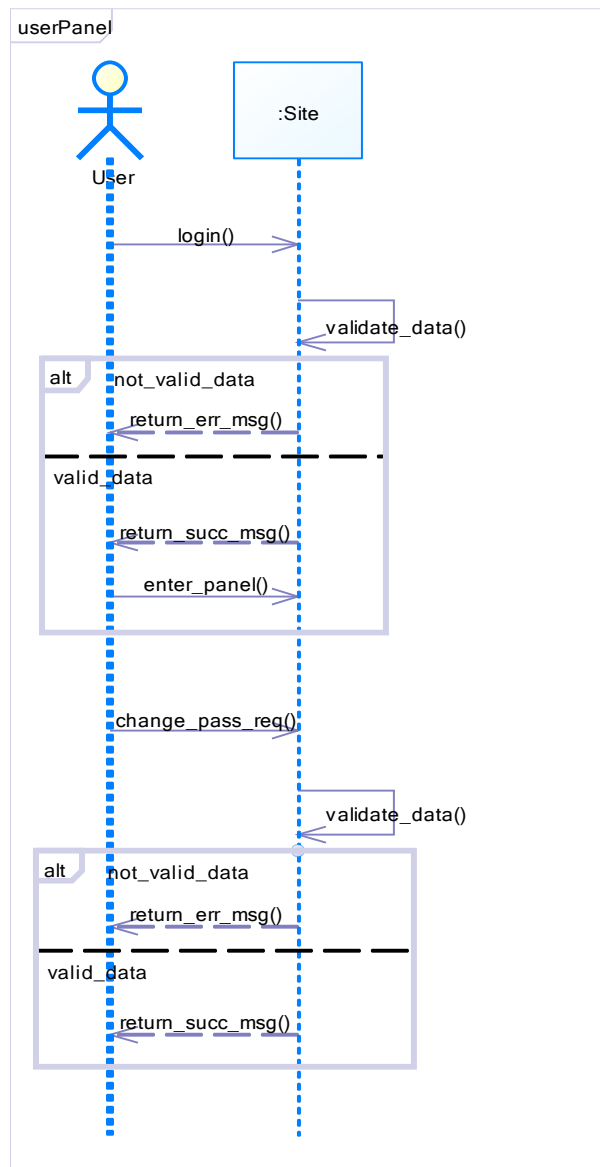 userPanel
:Site
User
login()
validate_data()
alt
not_valid_data
return_err_msg()
valid_data
return_succ_msg()
enter_panel()
change_pass_req()
validate_data()
alt
not_valid_data
return_err_msg()
valid_data
return_succ_msg()